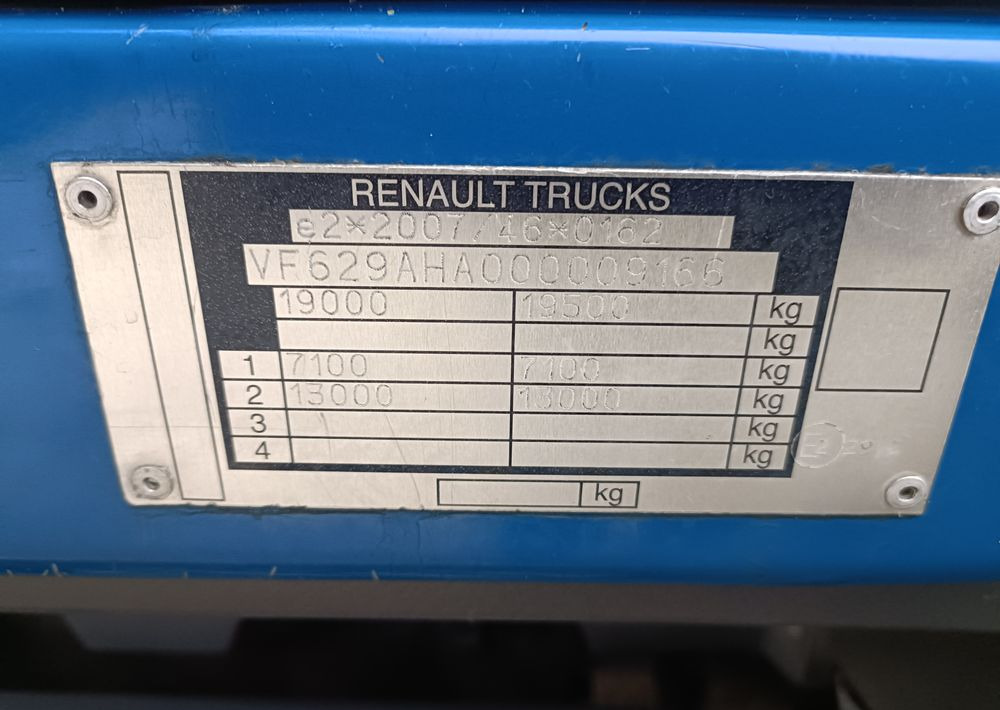 RENAULT TRUCKS
e2*2007/46*0162
VF629AHA000009166
19000 19500 kg
kg
1 7100 7100 kg
2 13000 13000 kg
3 kg
4 kg
kg